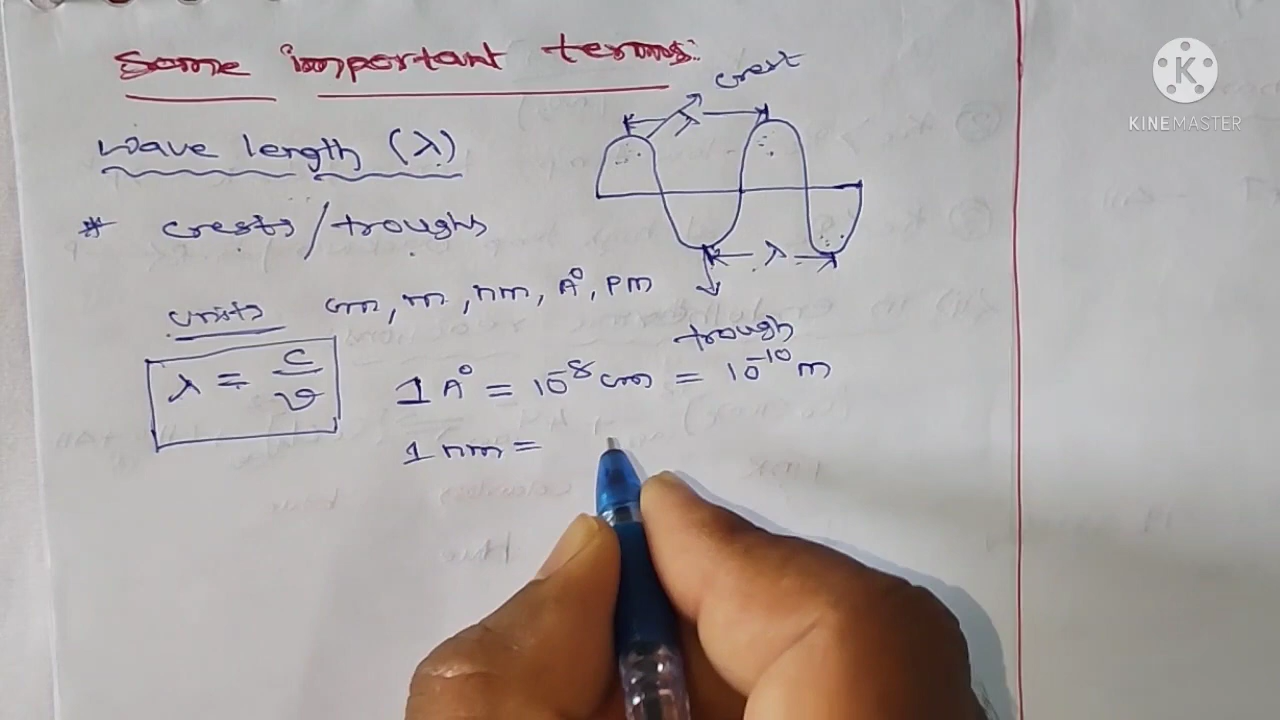 Some important terms:
crest
wave length (λ)
λ
* crests/troughs
λ
units cm, m, nm, A°, pm
trough
λ = c/ν
1 A° = 10⁻⁸ cm = 10⁻¹⁰ m
1 nm =
K
KINEMASTER